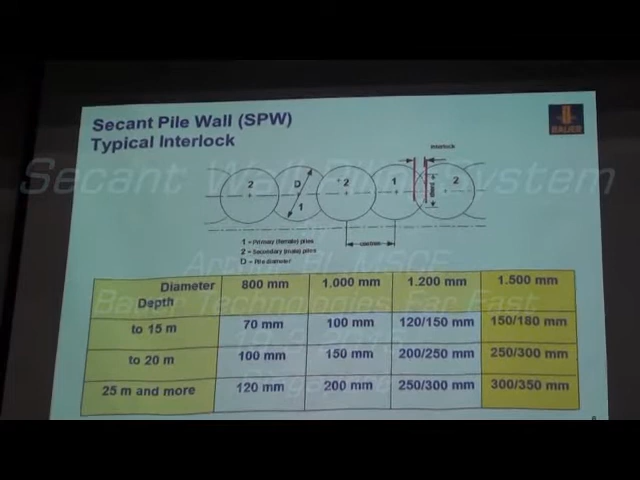 Secant Pile Wall (SPW)
Typical Interlock
BAUER
Secant Wall Pile System
interlock
2 D 1 2 1 2
1 = Primary (female) piles
2 = Secondary (male) piles
D = Pile diameter
Diameter 800 mm 1.000 mm 1.200 mm 1.500 mm
Depth
Bauer Technologies Far East
to 15 m 70 mm 100 mm 120/150 mm 150/180 mm
to 20 m 100 mm 150 mm 200/250 mm 250/300 mm
25 m and more 120 mm 200 mm 250/300 mm 300/350 mm